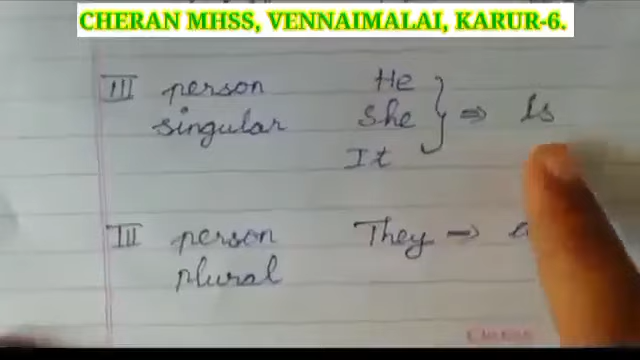 CHERAN MHSS, VENNAIMALAI, KARUR-6.
III person He
singular She } ⇒ Is
It
III person They →
plural